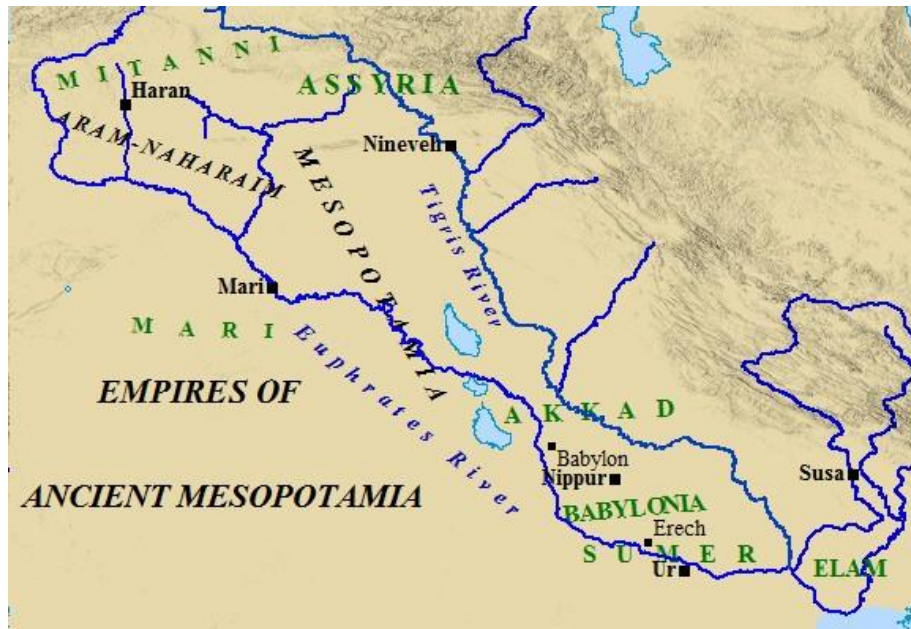 MITANNI
Haran
ASSYRIA
ARAM-NAHARAIM
Nineveh
MESOPOTAMIA
Tigris River
Mari
MARI
Euphrates River
EMPIRES OF
ANCIENT MESOPOTAMIA
AKKAD
Babylon
Nippur
Susa
BABYLONIA
Erech
SUMER
Ur
ELAM